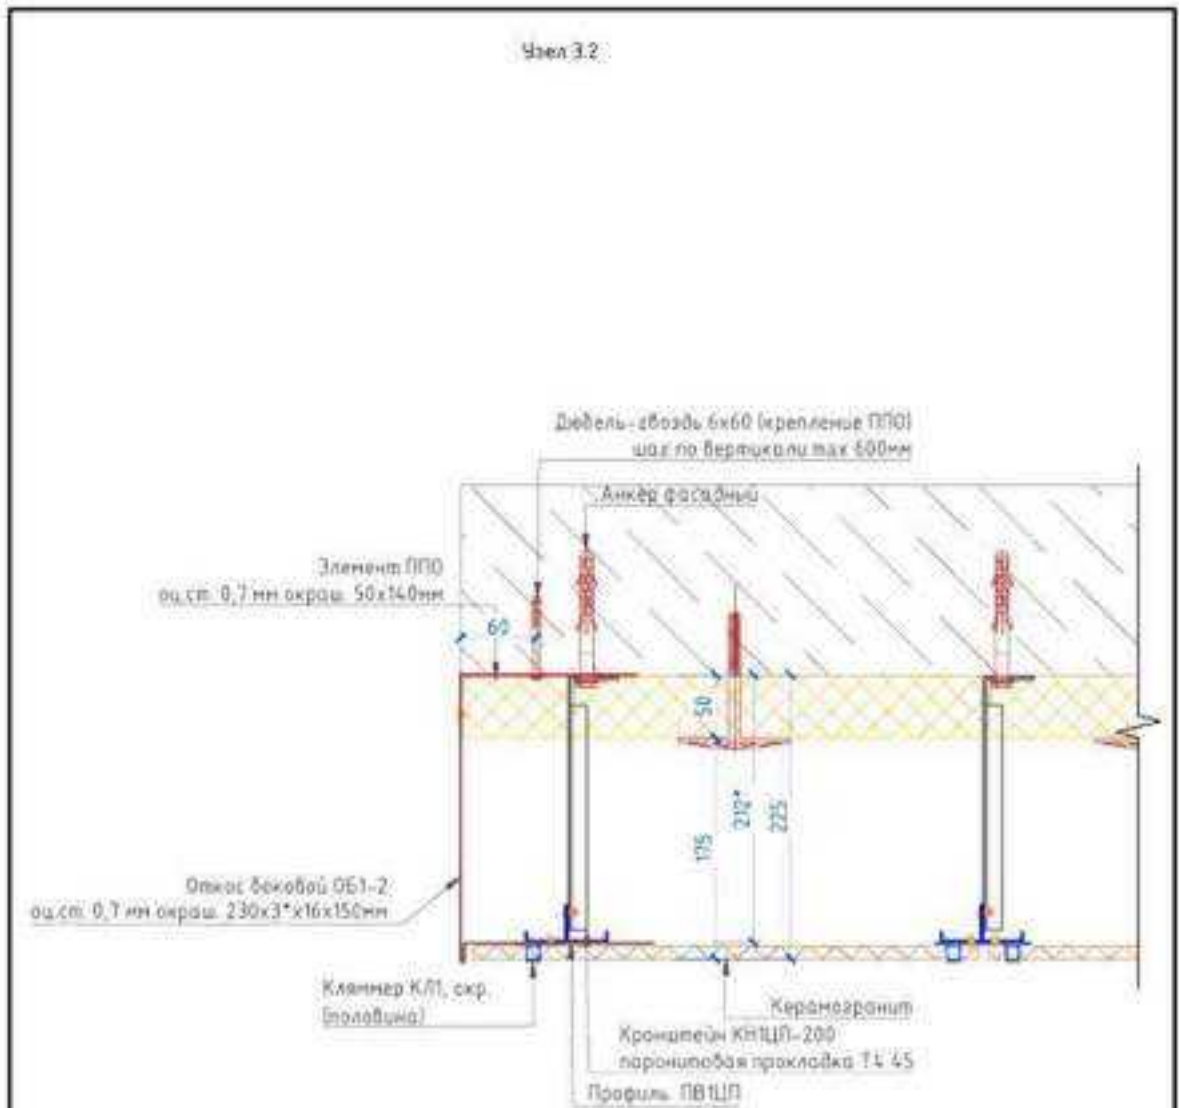 Узел 3.2
Дюбель-гвоздь 6х60 (крепление ППО)
шаг по вертикали max 600мм
Анкер фасадный
Элемент ППО
оц.ст. 0,7 мм окраш. 50х140мм
60
50
175
212*
225
Откос боковой ОБ1-2
оц.ст. 0,7 мм окраш. 230х3*х16х150мм
Кляммер КЛ1, окр.
(половина)
Керамогранит
Кронштейн КН1ЦП-200
паронитовая прокладка Т4 45
Профиль ПВ1ЦП